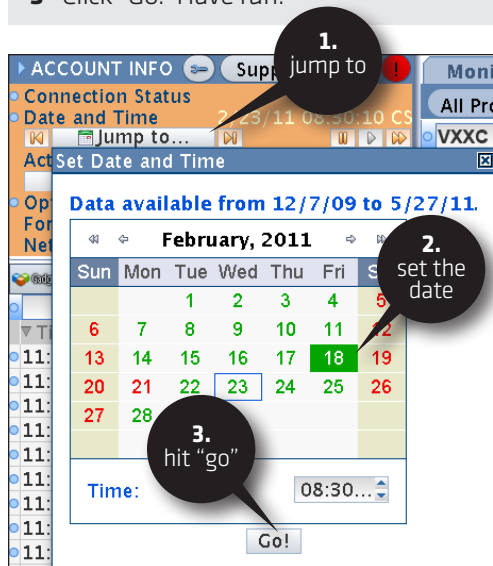 3 Click "Go." Have fun!
1.
jump to
ACCOUNT INFO
Connection Status
Date and Time 2/23/11 08:30:10 CS
Jump to...
Moni
All Pro
VXXC
Act
Set Date and Time
Op
For
Net
Data available from 12/7/09 to 5/27/11.
February, 2011
Sun Mon Tue Wed Thu Fri S
1 2 3 4 5
6 7 8 9 10 11 12
13 14 15 16 17 18 19
20 21 22 23 24 25 26
27 28
2.
set the
date
3.
hit "go"
Time: 08:30...
Go!
Ti
11:
11:
11:
11:
11:
11:
11:
11:
11: